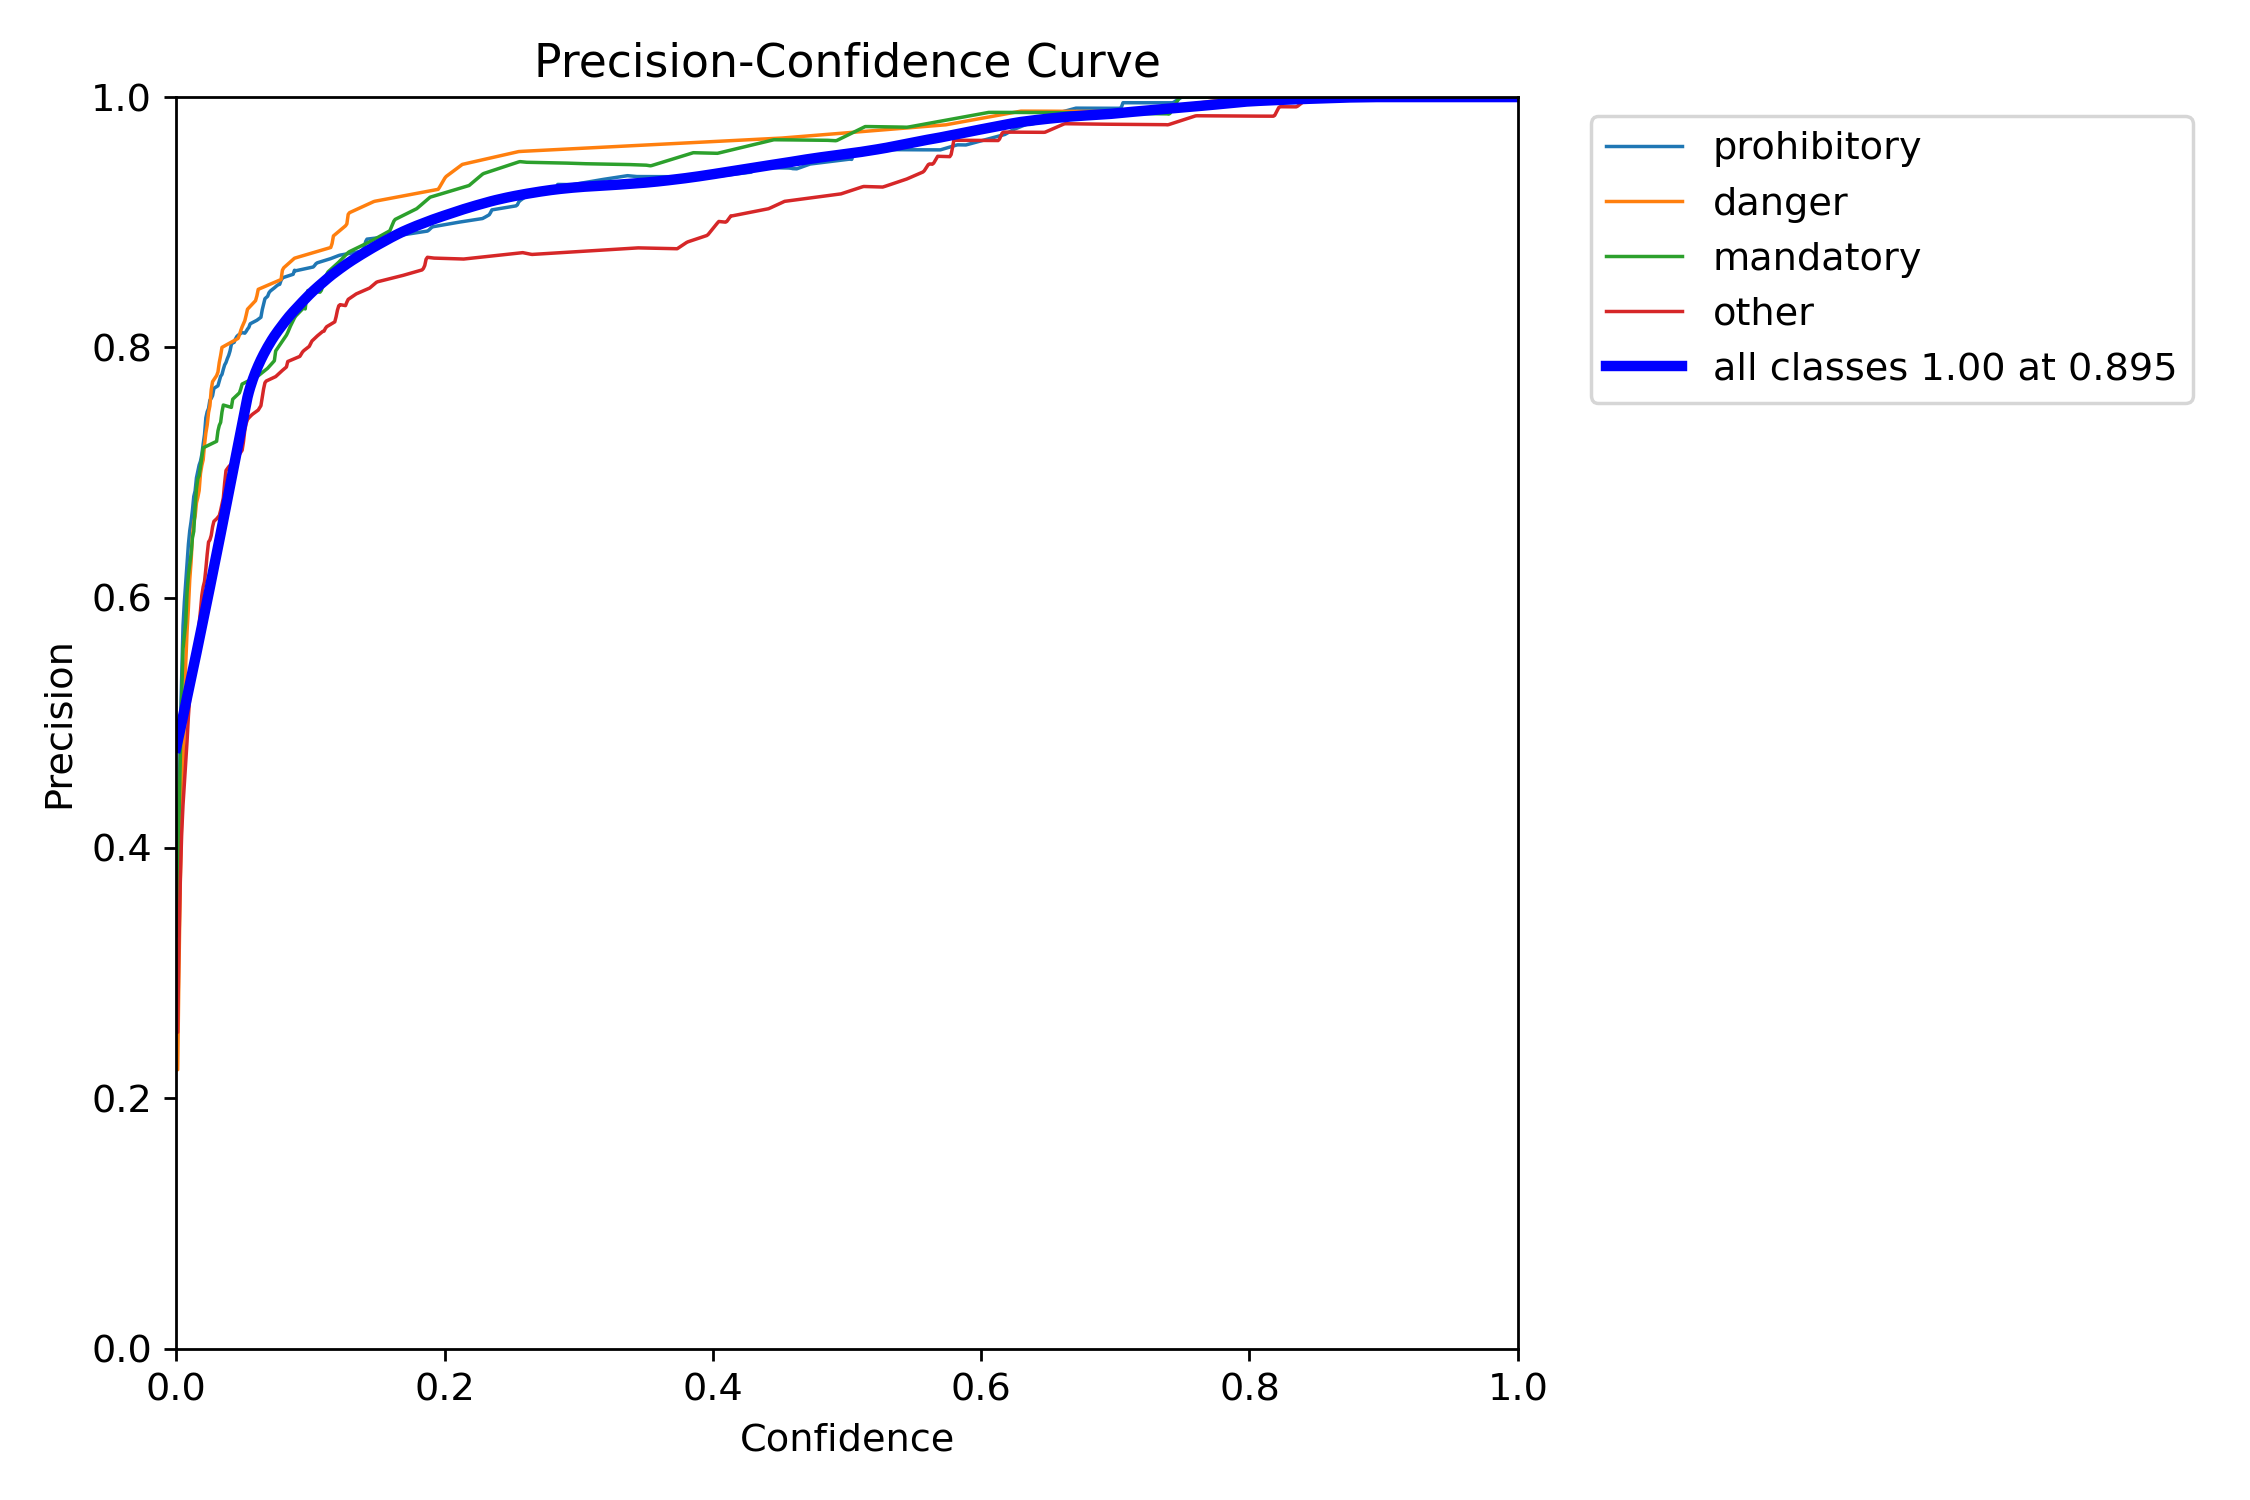 Precision-Confidence Curve
1.0
0.8
0.6
0.4
0.2
0.0
Precision
0.0 0.2 0.4 0.6 0.8 1.0
Confidence
prohibitory
danger
mandatory
other
all classes 1.00 at 0.895